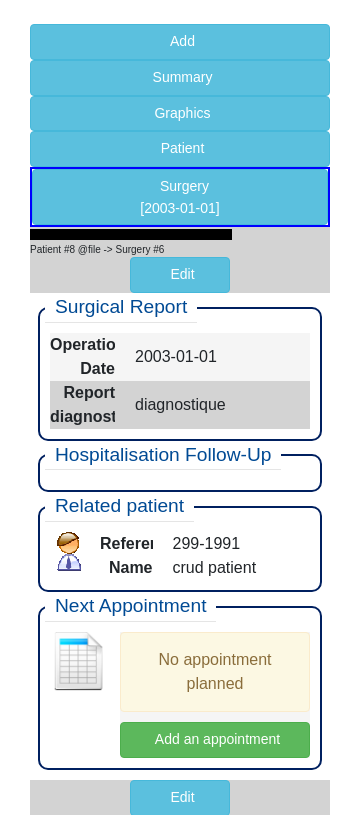 Add
Summary
Graphics
Patient
Surgery
[2003-01-01]
Patient #8 @file -> Surgery #6
Edit
Surgical Report
Operatio
Date
2003-01-01
Report
diagnost
diagnostique
Hospitalisation Follow-Up
Related patient
Referen 299-1991
Name crud patient
Next Appointment
No appointment
planned
Add an appointment
Edit